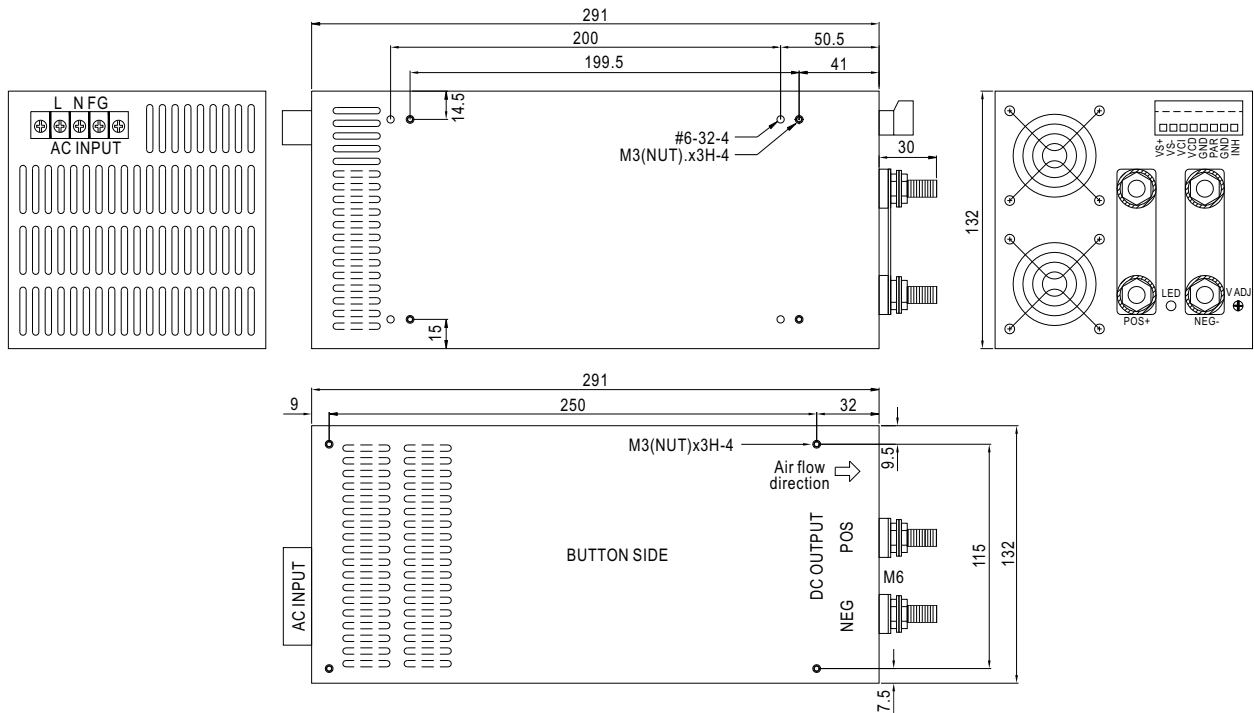 291
200
50.5
199.5
41
14.5
L N FG
AC INPUT
#6-32-4
M3(NUT).x3H-4
30
VS+
VS-
VCI
VCD
GND
PAR
GND
INH
132
15
LED
V ADJ
POS+
NEG-
291
9
250
32
M3(NUT)x3H-4
9.5
Air flow
direction
AC INPUT
BUTTON SIDE
DC OUTPUT
POS
NEG
M6
115
132
7.5